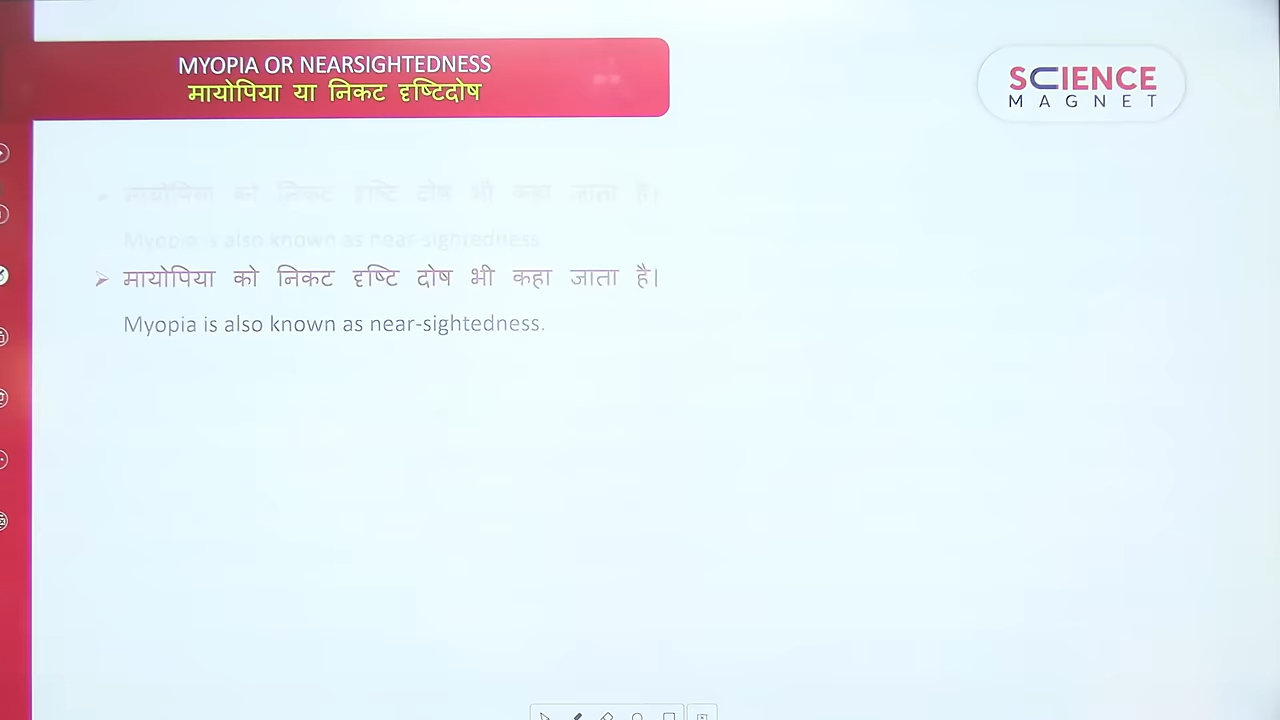 MYOPIA OR NEARSIGHTEDNESS
मायोपिया या निकट दृष्टिदोष
SCIENCE
MAGNET
मायोपिया को निकट दृष्टि दोष भी कहा जाता है।
Myopia is also known as near-sightedness.
मायोपिया को निकट दृष्टि दोष भी कहा जाता है।
Myopia is also known as near-sightedness.